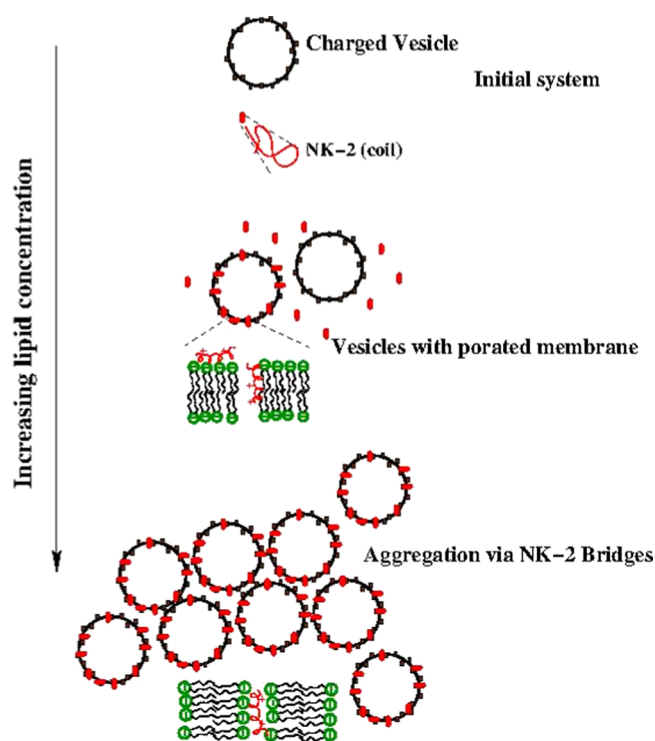 Charged Vesicle
Initial system
NK-2 (coil)
Increasing lipid concentration
Vesicles with porated membrane
Aggregation via NK-2 Bridges